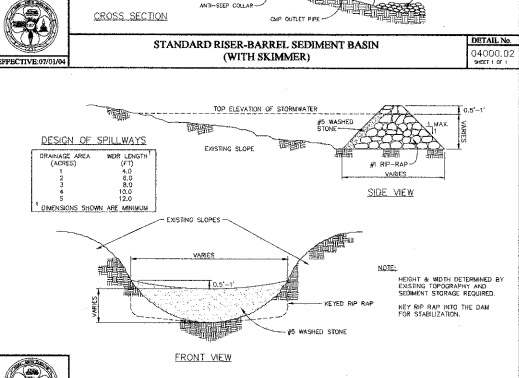 ANTI-SEEP COLLAR
CMP OUTLET PIPE
CROSS SECTION
EFFECTIVE:07/01/04
STANDARD RISER-BARREL SEDIMENT BASIN
(WITH SKIMMER)
DETAIL No.
04000.02
SHEET 1 OF 1
TOP ELEVATION OF STORMWATER
#5 WASHED
STONE
0.5'-1'
1 MAX.
1
VARIES
EXISTING SLOPE
#1 RIP-RAP
VARIES
SIDE VIEW
DESIGN OF SPILLWAYS
DRAINAGE AREA WEIR LENGTH 1
(ACRES) (FT)
1 4.0
2 6.0
3 8.0
4 10.0
5 12.0
1 DIMENSIONS SHOWN ARE MINIMUM
EXISTING SLOPES
VARIES
0.5'-1'
VARIES
KEYED RIP RAP
#5 WASHED STONE
FRONT VIEW
NOTE:
HEIGHT & WIDTH DETERMINED BY
EXISTING TOPOGRAPHY AND
SEDIMENT STORAGE REQUIRED.
KEY RIP RAP INTO THE DAM
FOR STABILIZATION.